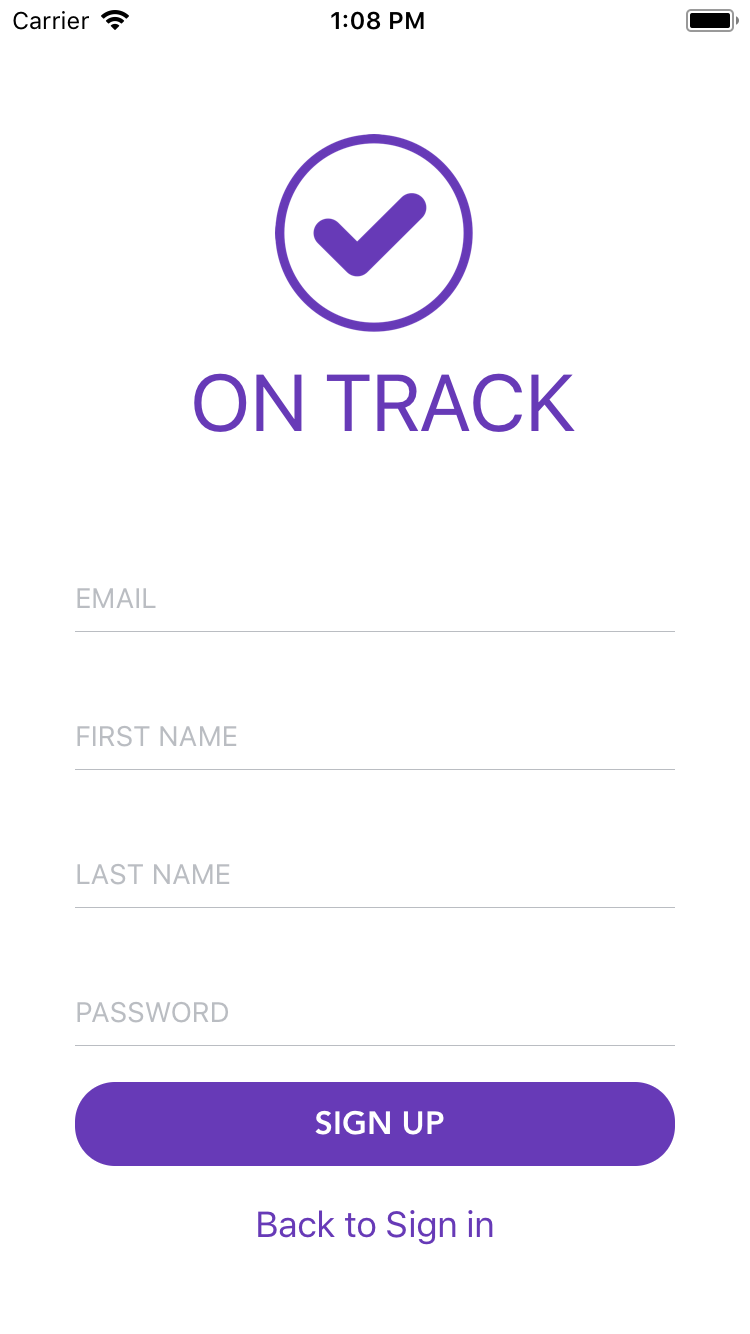 Carrier 1:08 PM
ON TRACK
EMAIL
FIRST NAME
LAST NAME
PASSWORD
SIGN UP
Back to Sign in